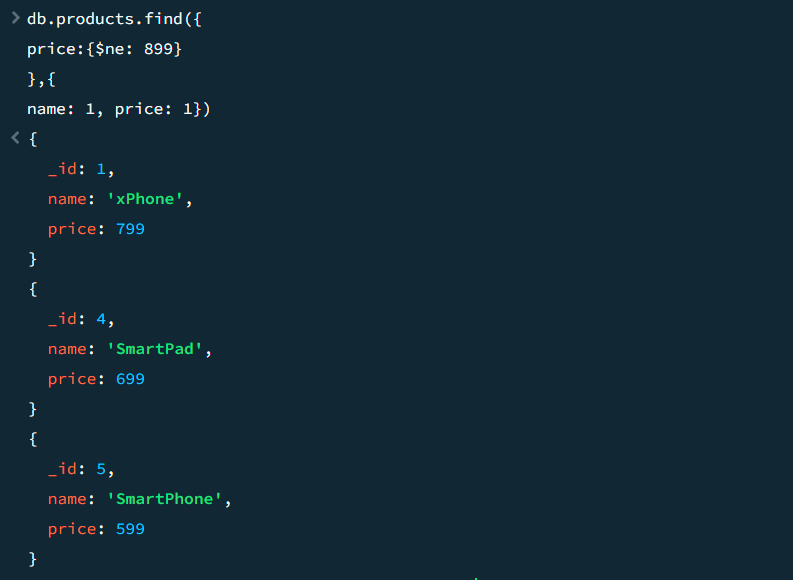 > db.products.find({
price:{$ne: 899}
},{
name: 1, price: 1})
< {
_id: 1,
name: 'xPhone',
price: 799
}
{
_id: 4,
name: 'SmartPad',
price: 699
}
{
_id: 5,
name: 'SmartPhone',
price: 599
}